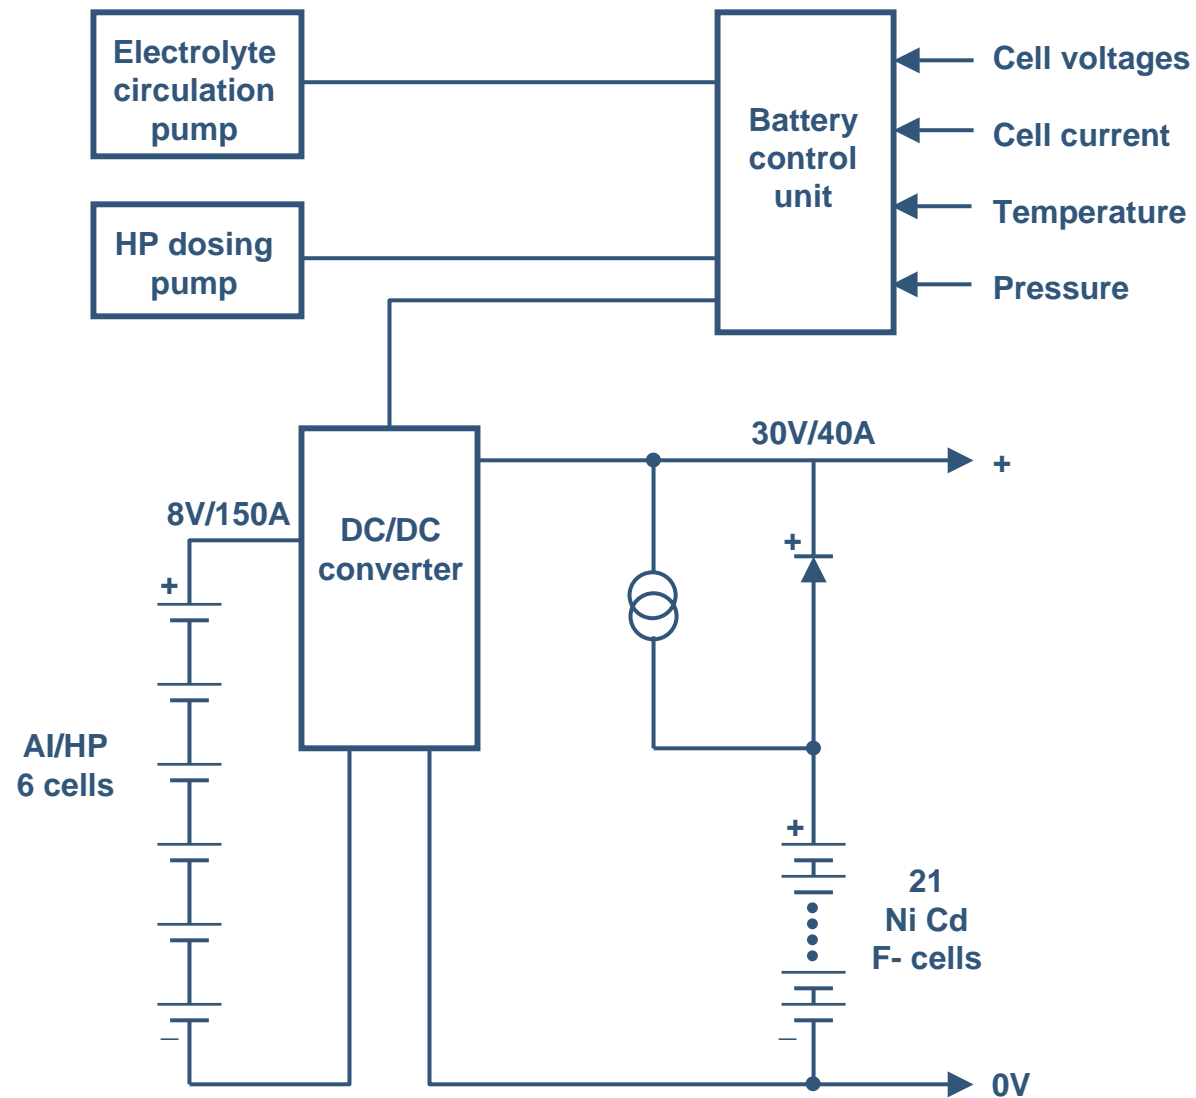 Electrolyte
circulation
pump
Battery
control
unit
Cell voltages
Cell current
Temperature
Pressure
HP dosing
pump
30V/40A
+
8V/150A
DC/DC
converter
+
+
Al/HP
6 cells
+
21
Ni Cd
F- cells
_
_
0V